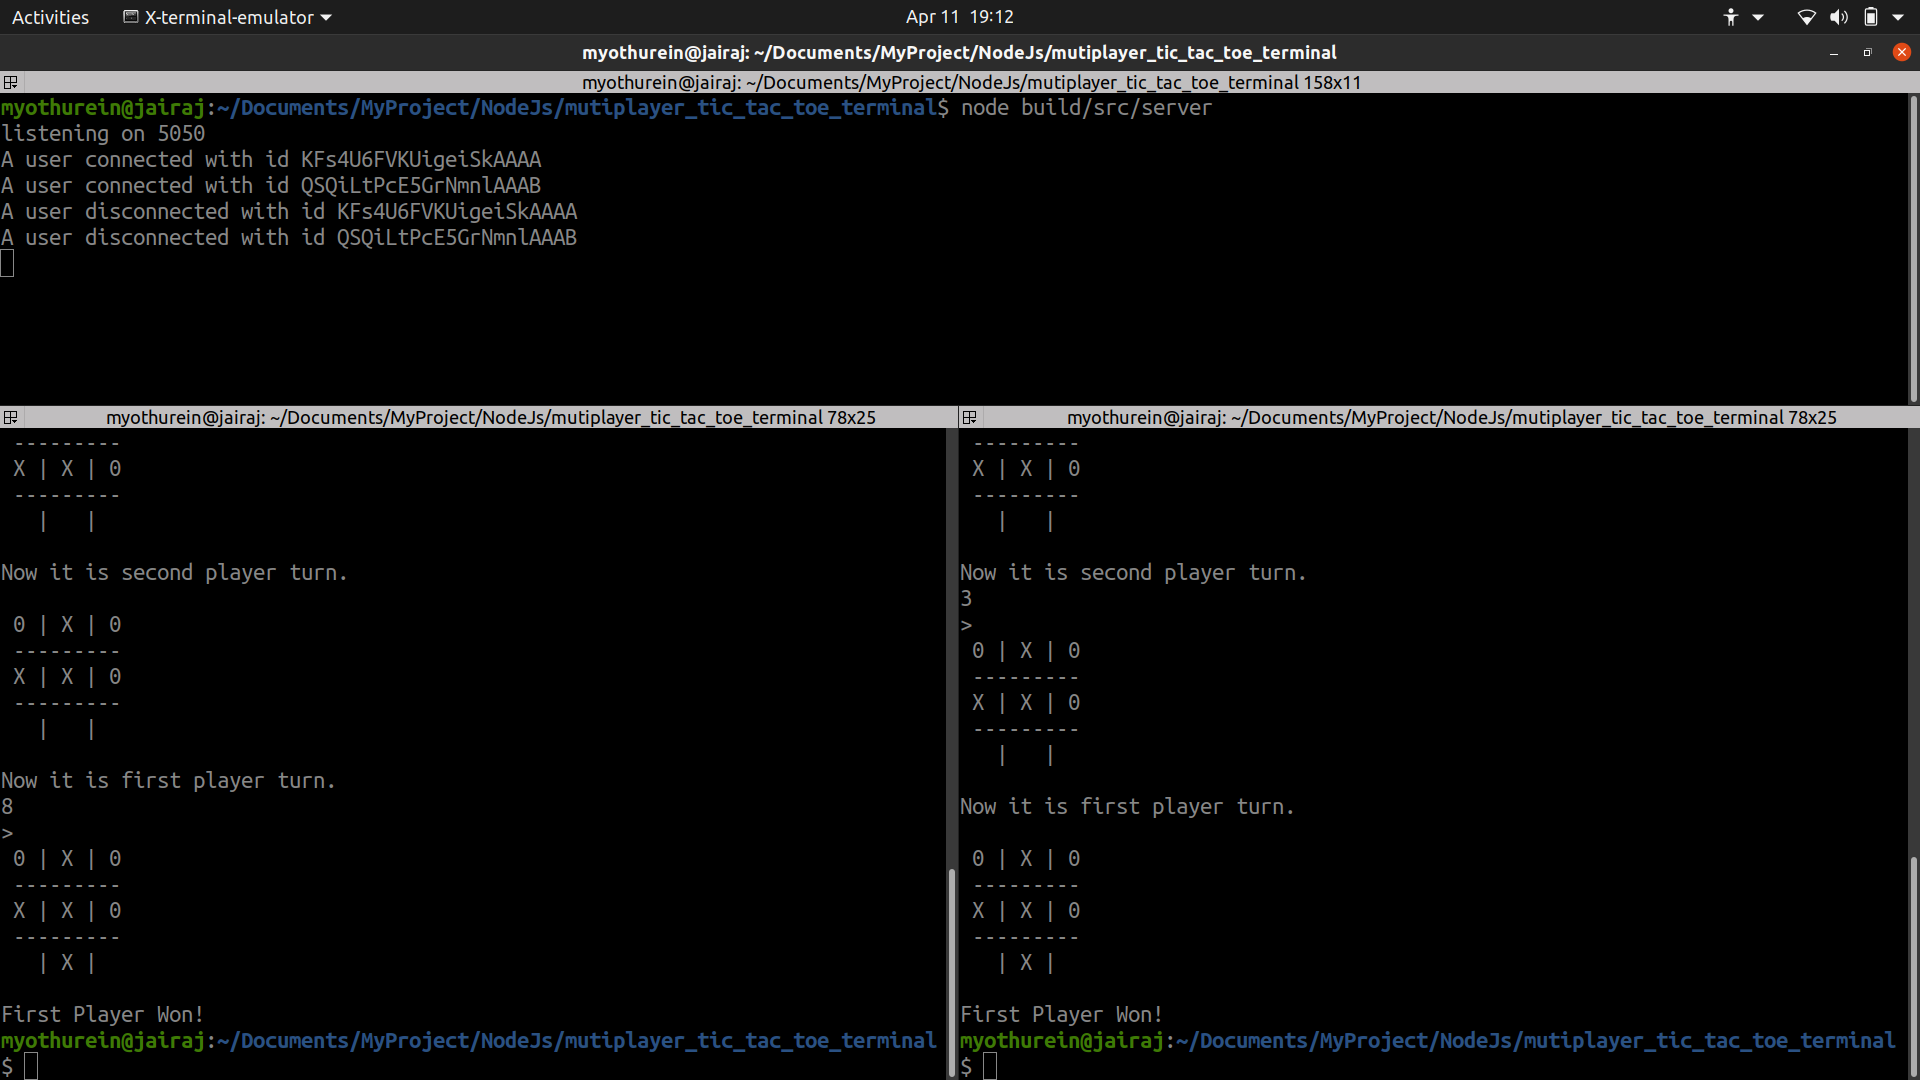 Activities X-terminal-emulator Apr 11 19:12
myothurein@jairaj: ~/Documents/MyProject/NodeJs/mutiplayer_tic_tac_toe_terminal
myothurein@jairaj: ~/Documents/MyProject/NodeJs/mutiplayer_tic_tac_toe_terminal 158x11
myothurein@jairaj:~/Documents/MyProject/NodeJs/mutiplayer_tic_tac_toe_terminal$ node build/src/server
listening on 5050
A user connected with id KFs4U6FVKUigeiSkAAAA
A user connected with id QSQiLtPcE5GrNmnlAAAB
A user disconnected with id KFs4U6FVKUigeiSkAAAA
A user disconnected with id QSQiLtPcE5GrNmnlAAAB
myothurein@jairaj: ~/Documents/MyProject/NodeJs/mutiplayer_tic_tac_toe_terminal 78x25
 ---------
 X | X | 0
 ---------
   |   |
Now it is second player turn.
 0 | X | 0
 ---------
 X | X | 0
 ---------
   |   |
Now it is first player turn.
8
>
 0 | X | 0
 ---------
 X | X | 0
 ---------
   | X |
First Player Won!
myothurein@jairaj:~/Documents/MyProject/NodeJs/mutiplayer_tic_tac_toe_terminal
$
myothurein@jairaj: ~/Documents/MyProject/NodeJs/mutiplayer_tic_tac_toe_terminal 78x25
 ---------
 X | X | 0
 ---------
   |   |
Now it is second player turn.
3
>
 0 | X | 0
 ---------
 X | X | 0
 ---------
   |   |
Now it is first player turn.
 0 | X | 0
 ---------
 X | X | 0
 ---------
   | X |
First Player Won!
myothurein@jairaj:~/Documents/MyProject/NodeJs/mutiplayer_tic_tac_toe_terminal
$